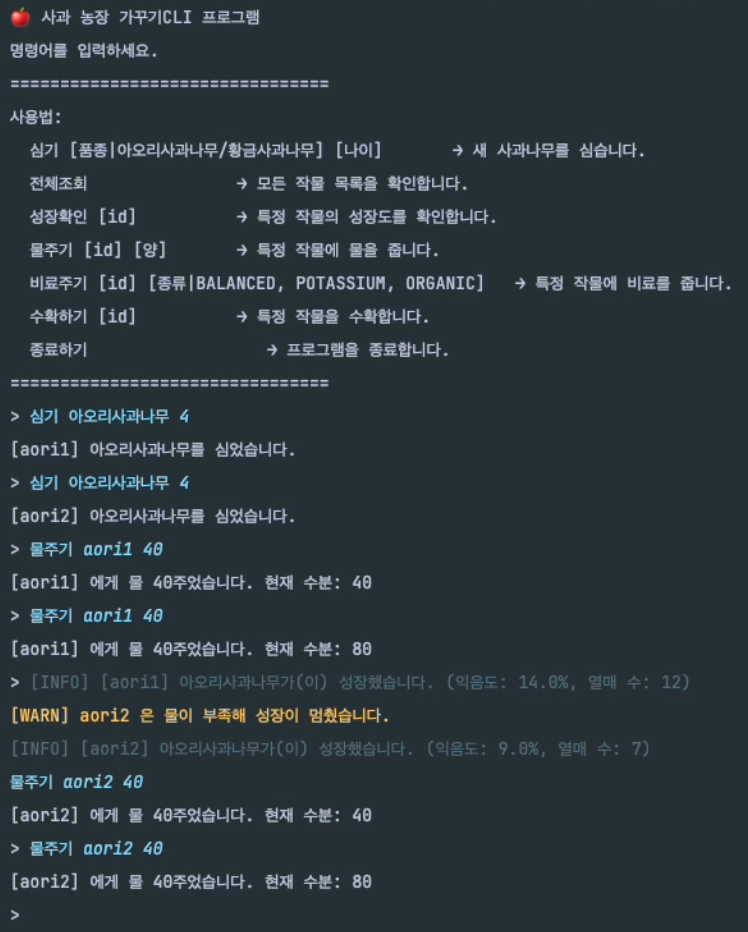 🍎 사과 농장 가꾸기CLI 프로그램
명령어를 입력하세요.
================================
사용법:
심기 [품종|아오리사과나무/황금사과나무] [나이] → 새 사과나무를 심습니다.
전체조회 → 모든 작물 목록을 확인합니다.
성장확인 [id] → 특정 작물의 성장도를 확인합니다.
물주기 [id] [양] → 특정 작물에 물을 줍니다.
비료주기 [id] [종류|BALANCED, POTASSIUM, ORGANIC] → 특정 작물에 비료를 줍니다.
수확하기 [id] → 특정 작물을 수확합니다.
종료하기 → 프로그램을 종료합니다.
================================
> 심기 아오리사과나무 4
[aori1] 아오리사과나무를 심었습니다.
> 심기 아오리사과나무 4
[aori2] 아오리사과나무를 심었습니다.
> 물주기 aori1 40
[aori1] 에게 물 40주었습니다. 현재 수분: 40
> 물주기 aori1 40
[aori1] 에게 물 40주었습니다. 현재 수분: 80
> [INFO] [aori1] 아오리사과나무가(이) 성장했습니다. (익음도: 14.0%, 열매 수: 12)
[WARN] aori2 은 물이 부족해 성장이 멈췄습니다.
[INFO] [aori2] 아오리사과나무가(이) 성장했습니다. (익음도: 9.0%, 열매 수: 7)
물주기 aori2 40
[aori2] 에게 물 40주었습니다. 현재 수분: 40
> 물주기 aori2 40
[aori2] 에게 물 40주었습니다. 현재 수분: 80
>